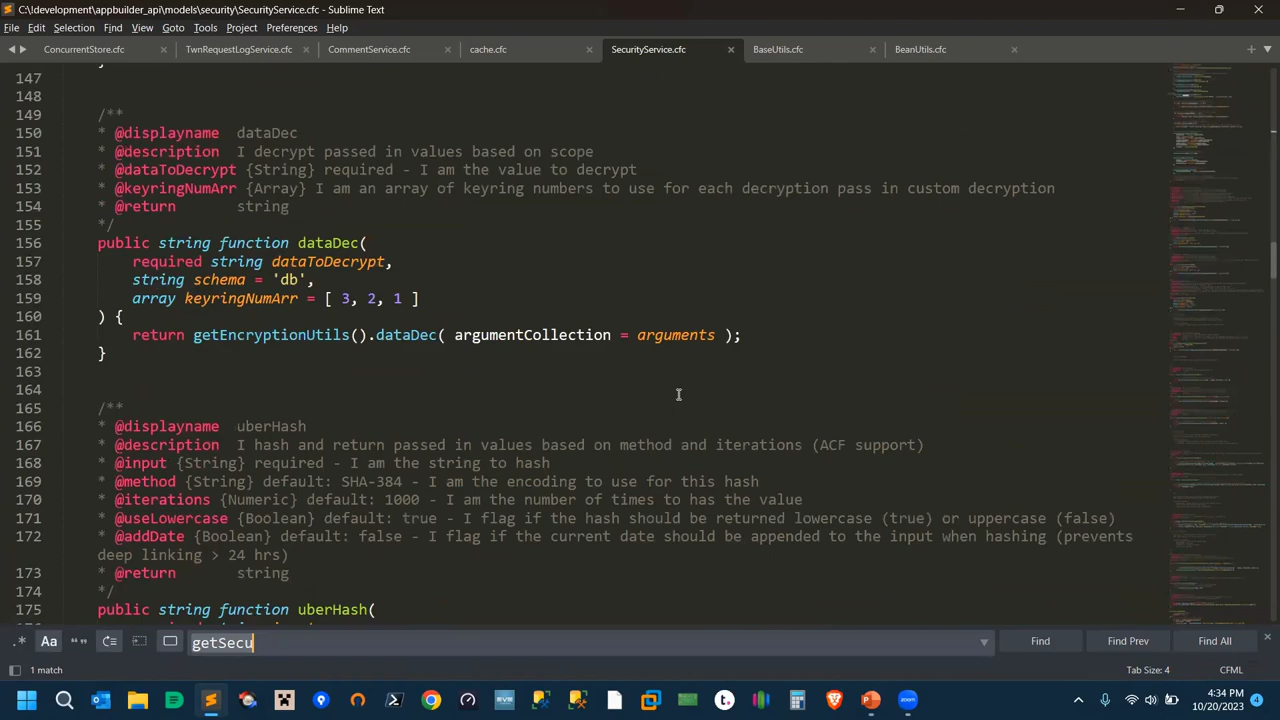 C:\!development\appbuilder_api\models\security\SecurityService.cfc - Sublime Text
File Edit Selection Find View Goto Tools Project Preferences Help
ConcurrentStore.cfc TwnRequestLogService.cfc CommentService.cfc cache.cfc SecurityService.cfc BaseUtils.cfc BeanUtils.cfc
}
147
148
149 /**
150 * @displayname dataDec
151 * @description I decrypt passed in values based on scope
152 * @dataToDecrypt {String} required - I am the value to decrypt
153 * @keyringNumArr {Array} I am an array of keyring numbers to use for each decryption pass in custom decryption
154 * @return string
155 */
156 public string function dataDec(
157 required string dataToDecrypt,
158 string schema = 'db',
159 array keyringNumArr = [ 3, 2, 1 ]
160 ) {
161 return getEncryptionUtils().dataDec( argumentCollection = arguments );
162 }
163
164
165 /**
166 * @displayname uberHash
167 * @description I hash and return passed in values based on method and iterations (ACF support)
168 * @input {String} required - I am the string to hash
169 * @method {String} default: SHA-384 - I am the encoding to use for this hash
170 * @iterations {Numeric} default: 1000 - I am the number of times to has the value
171 * @useLowercase {Boolean} default: true - I flag if the hash should be returned lowercase (true) or uppercase (false)
172 * @addDate {Boolean} default: false - I flag if the current date should be appended to the input when hashing (prevents
deep linking > 24 hrs)
173 * @return string
174 */
175 public string function uberHash(
.* Aa “” getSecu Find Find Prev Find All
1 match Tab Size: 4 CFML
4:34 PM
10/20/2023